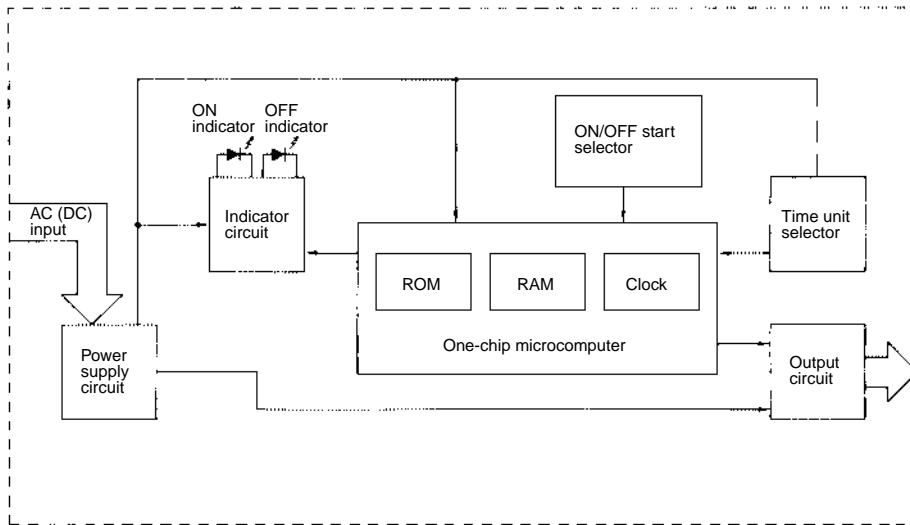 ON
indicator
OFF
indicator
ON/OFF start
selector
AC (DC)
input
Indicator
circuit
Time unit
selector
ROM
RAM
Clock
One-chip microcomputer
Power
supply
circuit
Output
circuit